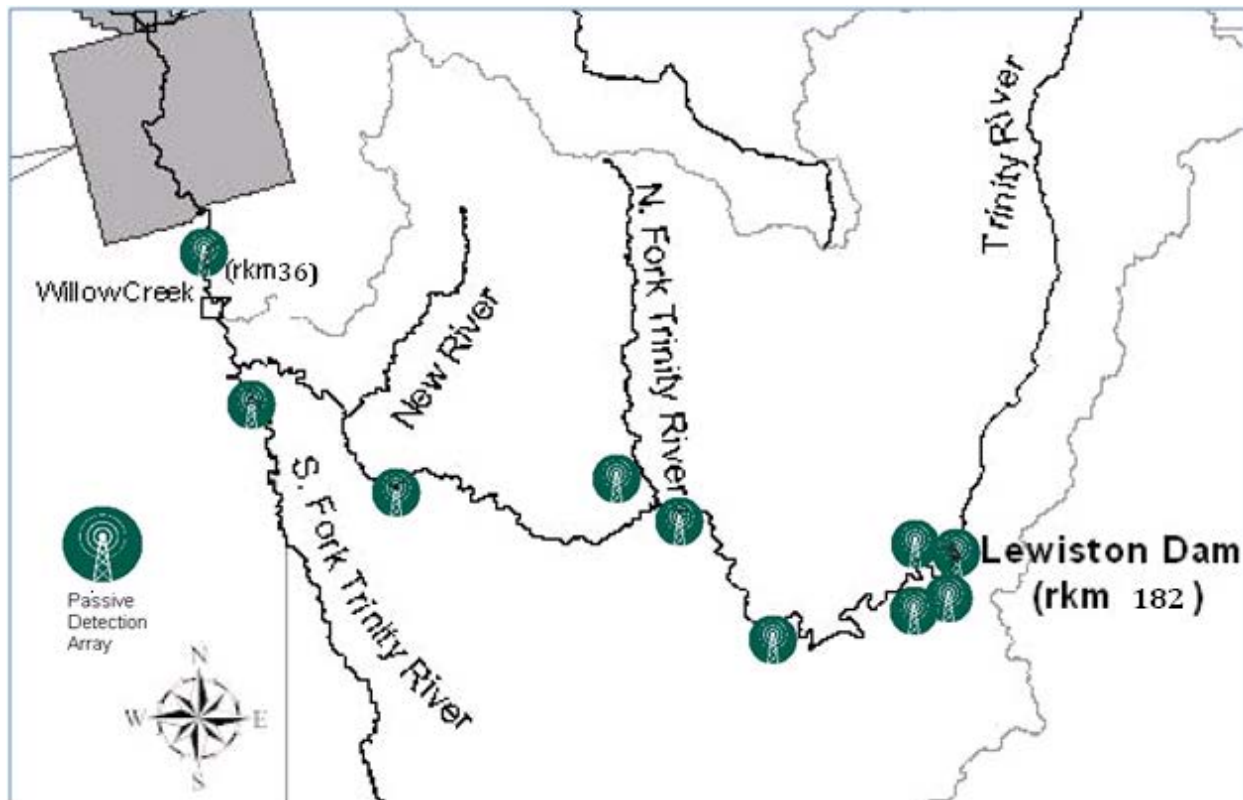 Trinity River
N. Fork Trinity River
(rkm36)
WillowCreek
New River
S. Fork Trinity River
Lewiston Dam
(rkm 182)
Passive
Detection
Array
N
W E
S